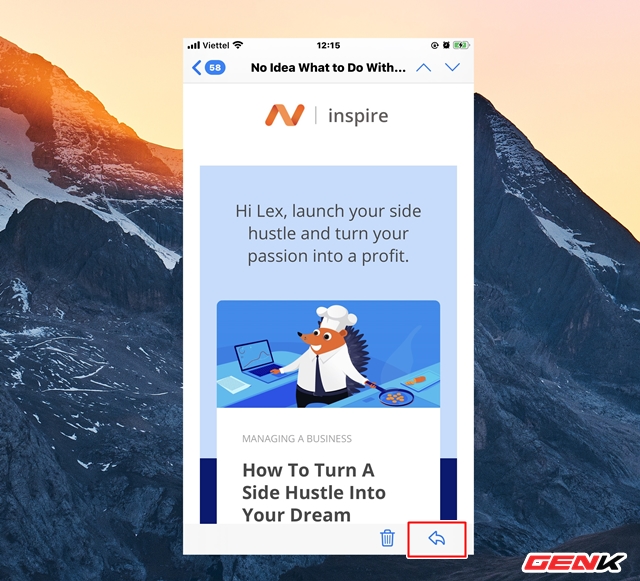 Viettel 12:15
58 No Idea What to Do With...
inspire
Hi Lex, launch your side
hustle and turn your
passion into a profit.
MANAGING A BUSINESS
How To Turn A
Side Hustle Into
Your Dream
GENK